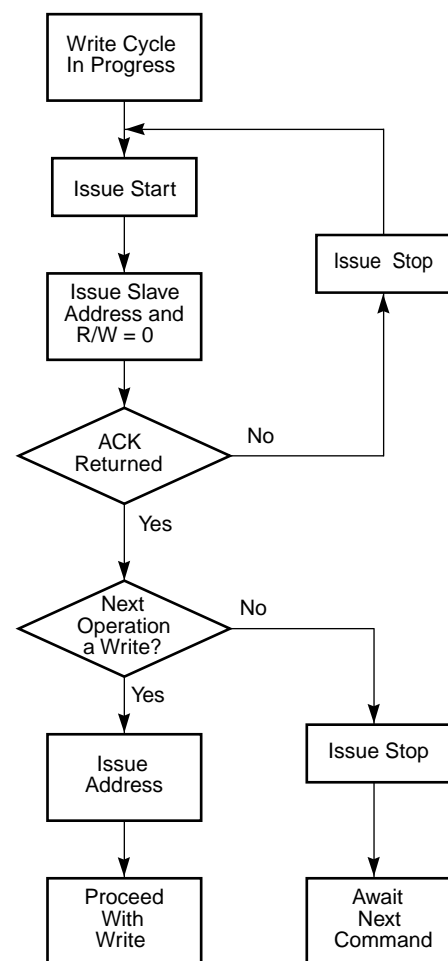 Write Cycle
In Progress
Issue Start
Issue Stop
Issue Slave
Address and
R/W = 0
ACK
Returned
No
Yes
Next
Operation
a Write?
No
Yes
Issue
Address
Issue Stop
Proceed
With
Write
Await
Next
Command